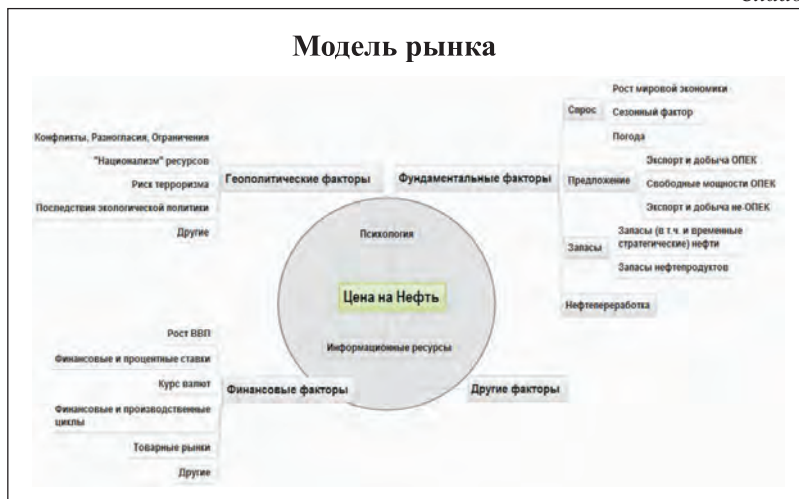 Модель рынка
Конфликты, Разногласия, Ограничения
"Национализм" ресурсов
Риск терроризма
Последствия экологической политики
Другие
Геополитические факторы
Фундаментальные факторы
Спрос
Рост мировой экономики
Сезонный фактор
Погода
Предложение
Экспорт и добыча ОПЕК
Свободные мощности ОПЕК
Экспорт и добыча не-ОПЕК
Запасы
Запасы (в т.ч. и временные
стратегические) нефти
Запасы нефтепродуктов
Нефтепереработка
Психология
Цена на Нефть
Информационные ресурсы
Рост ВВП
Финансовые и процентные ставки
Курс валют
Финансовые и производственные
циклы
Товарные рынки
Другие
Финансовые факторы
Другие факторы